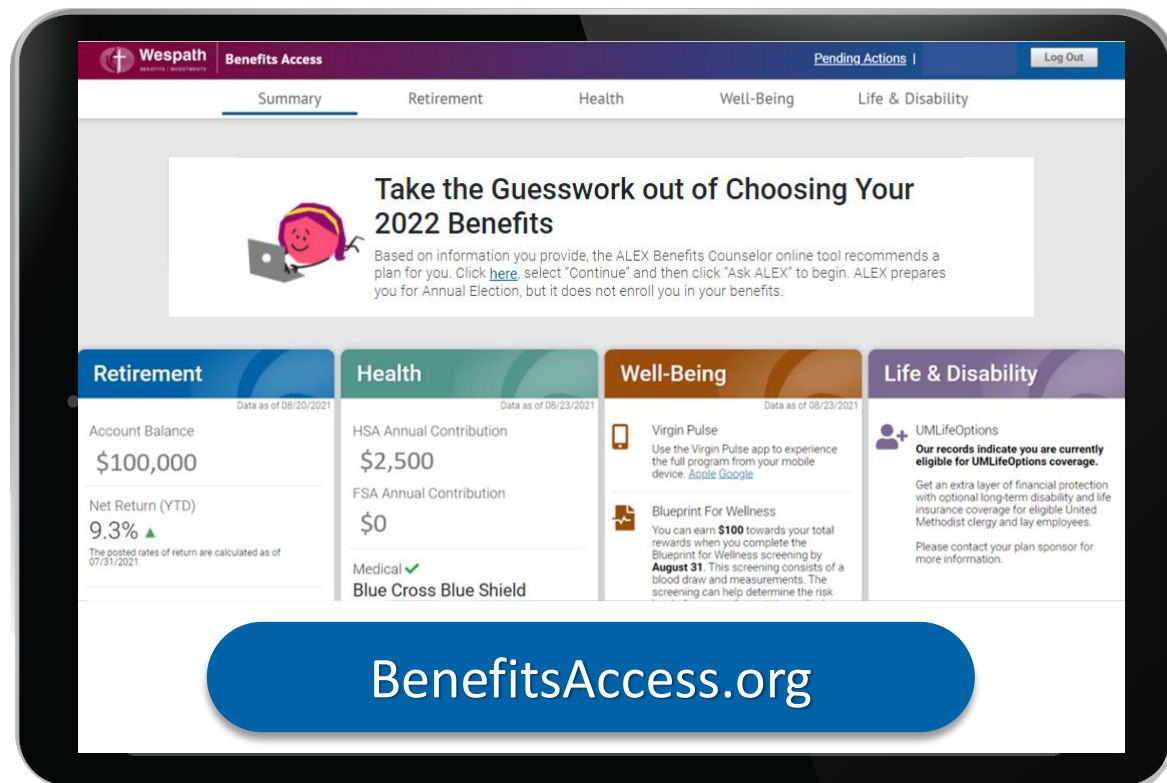 Wespath
BENEFITS | INVESTMENTS
Benefits Access
Pending Actions |
Log Out
Summary
Retirement
Health
Well-Being
Life & Disability
Take the Guesswork out of Choosing Your
2022 Benefits
Based on information you provide, the ALEX Benefits Counselor online tool recommends a
plan for you. Click here, select "Continue" and then click "Ask ALEX" to begin. ALEX prepares
you for Annual Election, but it does not enroll you in your benefits.
Retirement
Data as of 08/20/2021
Account Balance
$100,000
Net Return (YTD)
9.3%
The posted rates of return are calculated as of
07/31/2021.
Health
Data as of 08/23/2021
HSA Annual Contribution
$2,500
FSA Annual Contribution
$0
Medical
Blue Cross Blue Shield
Well-Being
Data as of 08/23/2021
Virgin Pulse
Use the Virgin Pulse app to experience
the full program from your mobile
device. Apple Google
Blueprint For Wellness
You can earn $100 towards your total
rewards when you complete the
Blueprint for Wellness screening by
August 31. This screening consists of a
blood draw and measurements. The
screening can help determine the risk
Life & Disability
UMLifeOptions
Our records indicate you are currently
eligible for UMLifeOptions coverage.
Get an extra layer of financial protection
with optional long-term disability and life
insurance coverage for eligible United
Methodist clergy and lay employees.
Please contact your plan sponsor for
more information.
BenefitsAccess.org